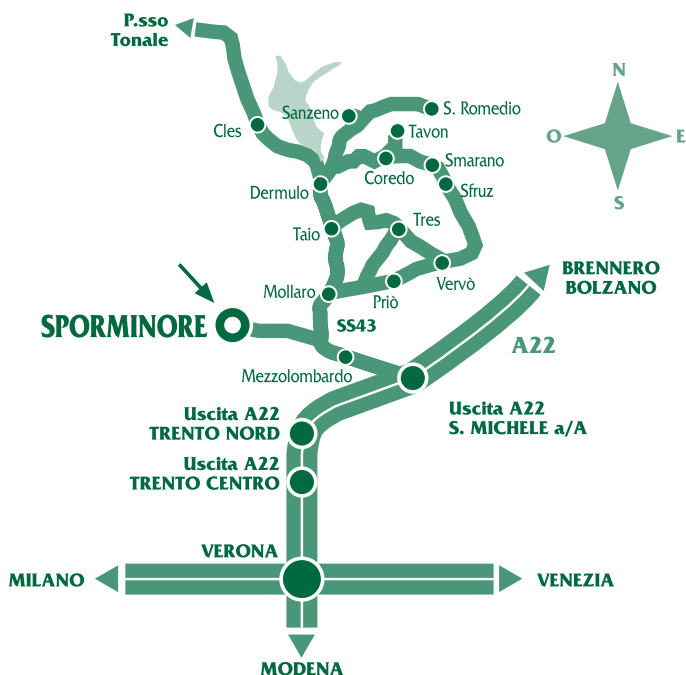 P.sso
Tonale
N
O
E
S
Sanzeno
S. Romedio
Cles
Tavon
Coredo
Smarano
Dermulo
Sfruz
Taio
Tres
Mollaro
Priò
Vervò
BRENNERO
BOLZANO
SPORMINORE
SS43
A22
Mezzolombardo
Uscita A22
S. MICHELE a/A
Uscita A22
TRENTO NORD
Uscita A22
TRENTO CENTRO
VERONA
MILANO
VENEZIA
MODENA